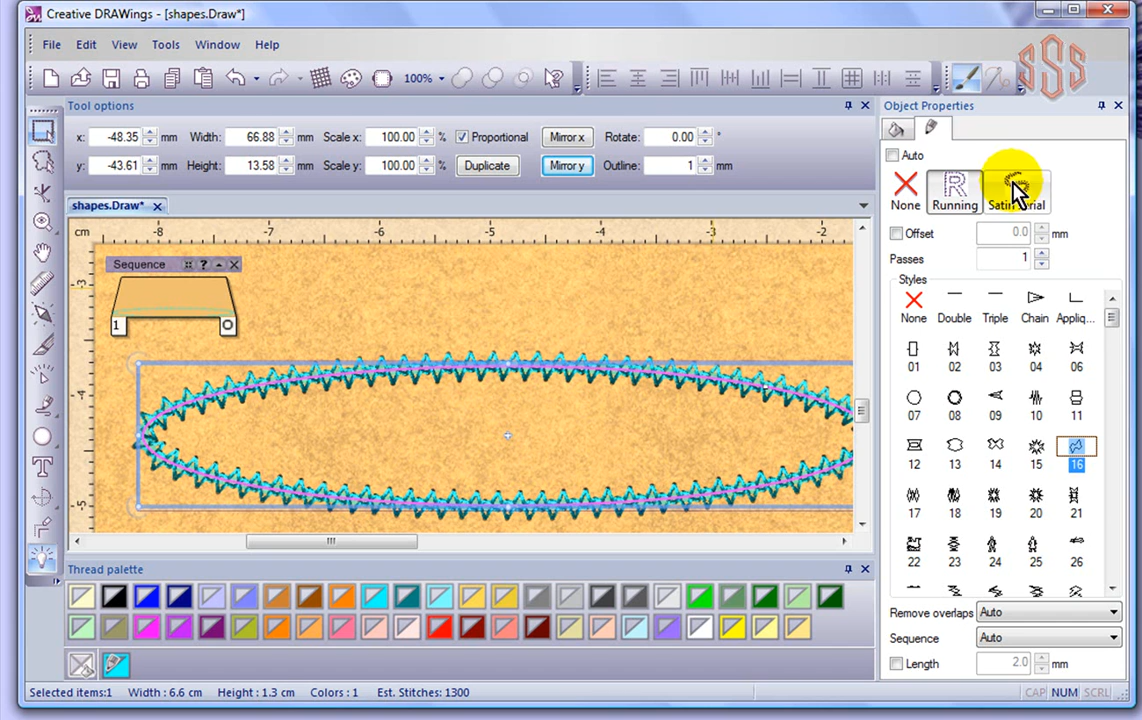 Creative DRAWings - [shapes.Draw*]
File Edit View Tools Window Help
100%
SSS
Tool options
Object Properties
x: -48.35 mm Width: 66.88 mm Scale x: 100.00 % Proportional Mirror x Rotate: 0.00 °
y: -43.61 mm Height: 13.58 mm Scale y: 100.00 % Duplicate Mirror y Outline: 1 mm
Auto
None Running Satin Serial
shapes.Draw*
cm -8 -7 -6 -5 -4 -3 -2
Offset 0.0 mm
Passes 1
Sequence ?
1
-3
-4
-5
Styles
None Double Triple Chain Appliq...
01 02 03 04 06
07 08 09 10 11
12 13 14 15 16
17 18 19 20 21
22 23 24 25 26
Thread palette
Remove overlaps Auto
Sequence Auto
Length 2.0 mm
Selected items:1 Width : 6.6 cm Height : 1.3 cm Colors : 1 Est. Stitches: 1300
CAP NUM SCRL